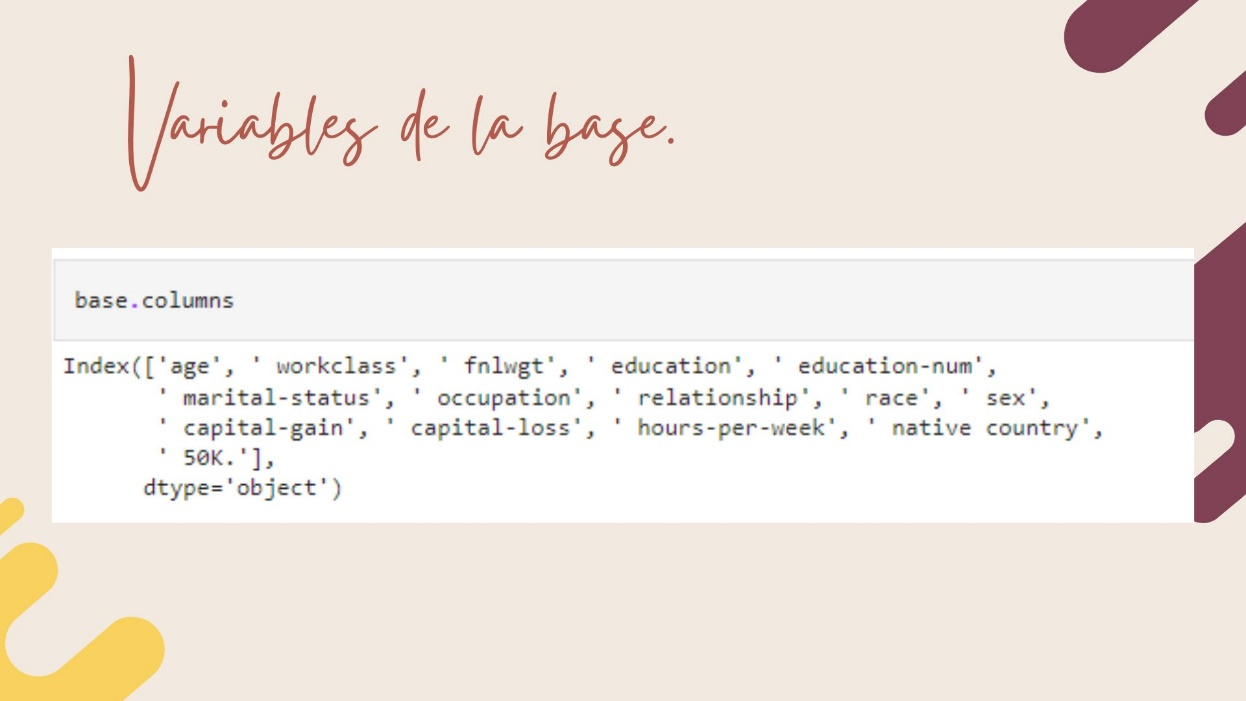 Variables de la base.
base.columns
Index(['age', ' workclass', ' fnlwgt', ' education', ' education-num',
' marital-status', ' occupation', ' relationship', ' race', ' sex',
' capital-gain', ' capital-loss', ' hours-per-week', ' native country',
' 50K.'],
dtype='object')